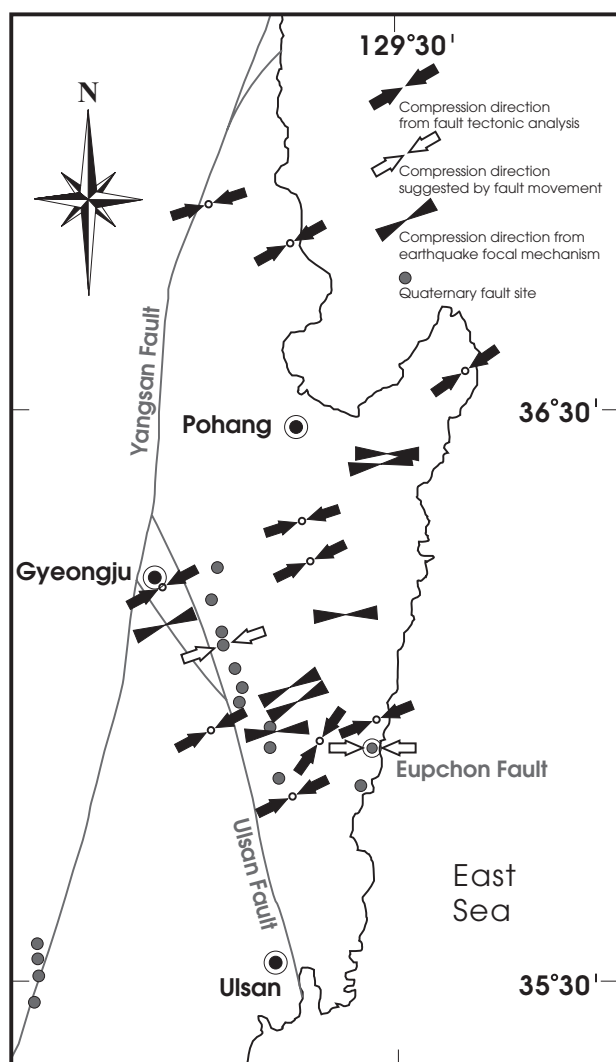 129°30'
N
Compression direction
from fault tectonic analysis
Compression direction
suggested by fault movement
Compression direction from
earthquake focal mechanism
Quaternary fault site
Yangsan Fault
36°30'
Pohang
Gyeongju
Eupchon Fault
Ulsan Fault
East
Sea
Ulsan
35°30'